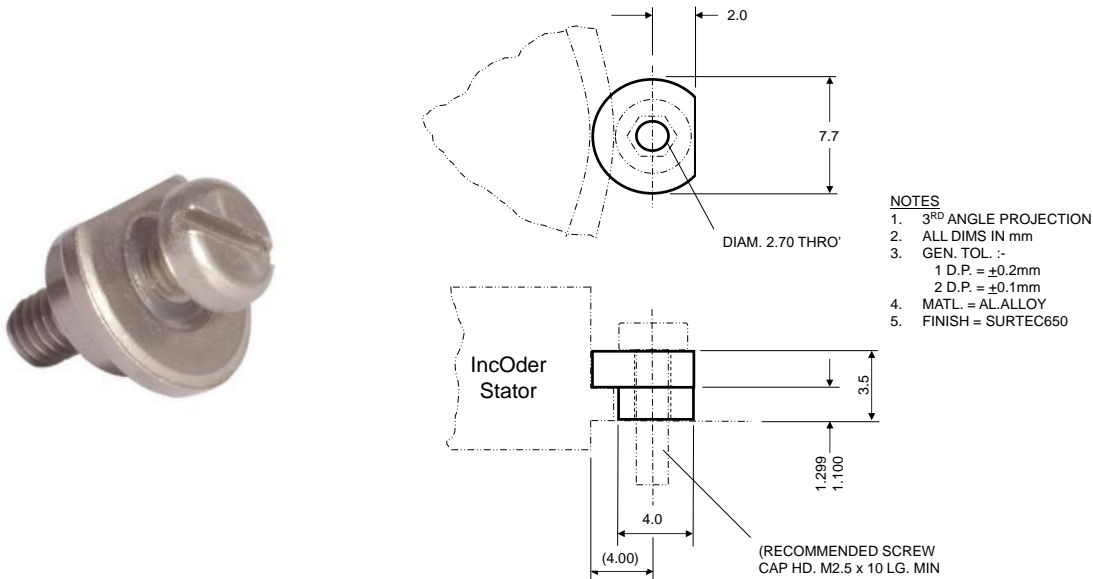 2.0
7.7
DIAM. 2.70 THRO'
NOTES
1. 3RD ANGLE PROJECTION
2. ALL DIMS IN mm
3. GEN. TOL. :-
1 D.P. = ±0.2mm
2 D.P. = ±0.1mm
4. MATL. = AL.ALLOY
5. FINISH = SURTEC650
IncOder
Stator
3.5
1.299
1.100
4.0
(4.00)
(RECOMMENDED SCREW
CAP HD. M2.5 x 10 LG. MIN